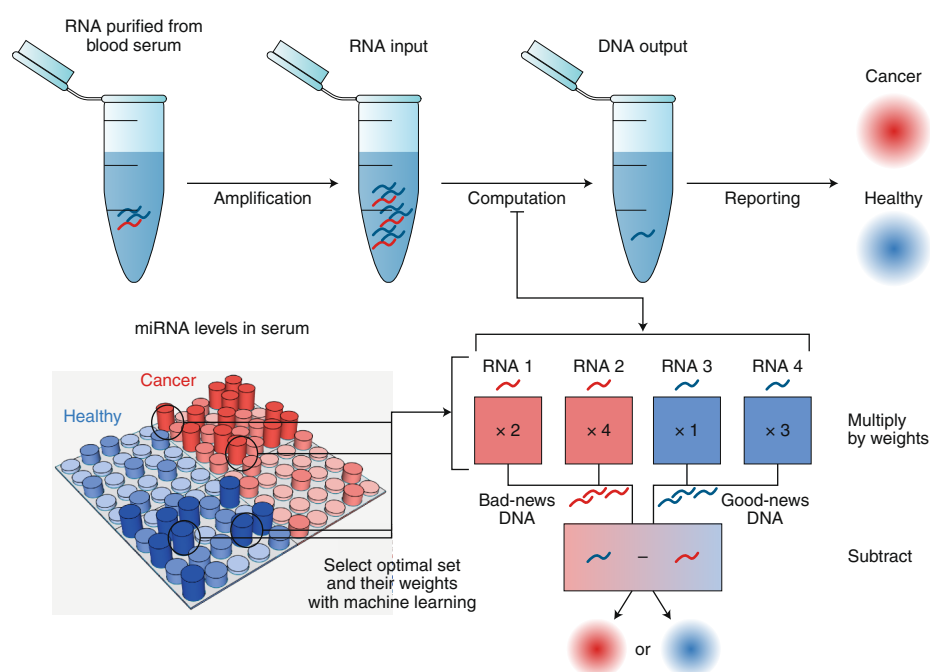 RNA purified from
blood serum
RNA input
DNA output
Cancer
Amplification
Computation
Reporting
Healthy
miRNA levels in serum
Cancer
Healthy
RNA 1
RNA 2
RNA 3
RNA 4
× 2
× 4
× 1
× 3
Multiply
by weights
Bad-news
DNA
Good-news
DNA
Select optimal set
and their weights
with machine learning
–
Subtract
or